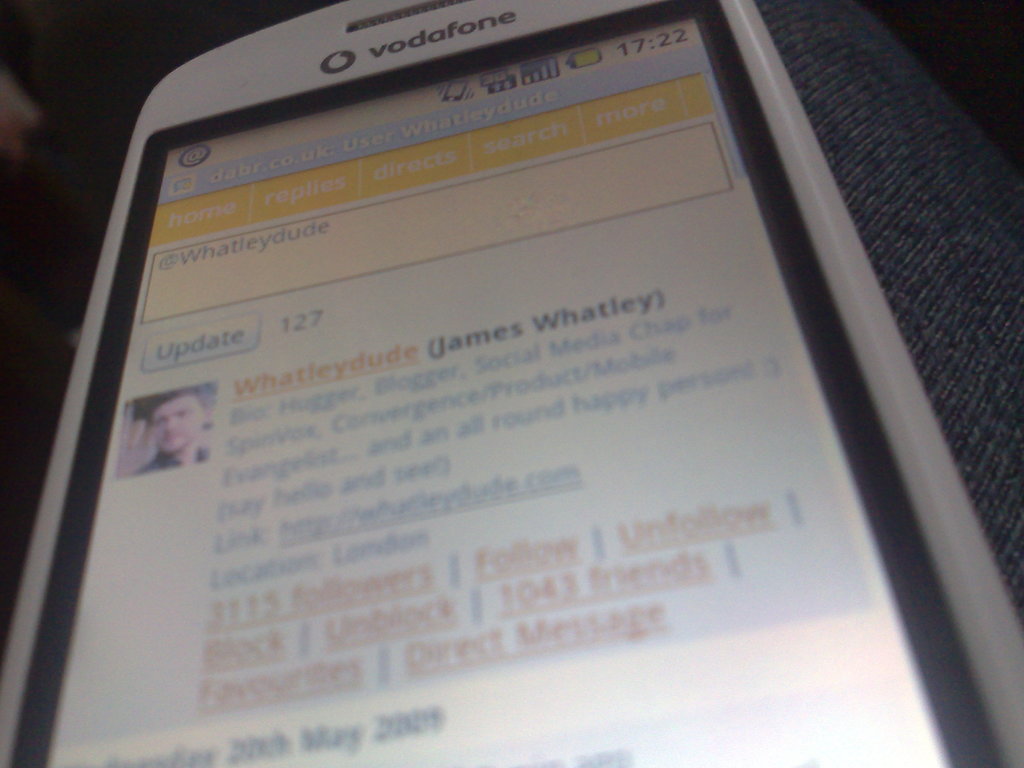 vodafone
17:22
dabr.co.uk: User Whatleydude
home replies directs search more
@Whatleydude
Update 127
Whatleydude (James Whatley)
Bio: Hugger, Blogger, Social Media Chap for
SpinVox, Convergence/Product/Mobile
Evangelist... and an all round happy person! :)
(say hello and see!)
Link: http://whatleydude.com
Location: London
3115 followers | Follow | Unfollow |
Block | Unblock | 1043 friends |
Favourites | Direct Message
Wednesday 20th May 2009